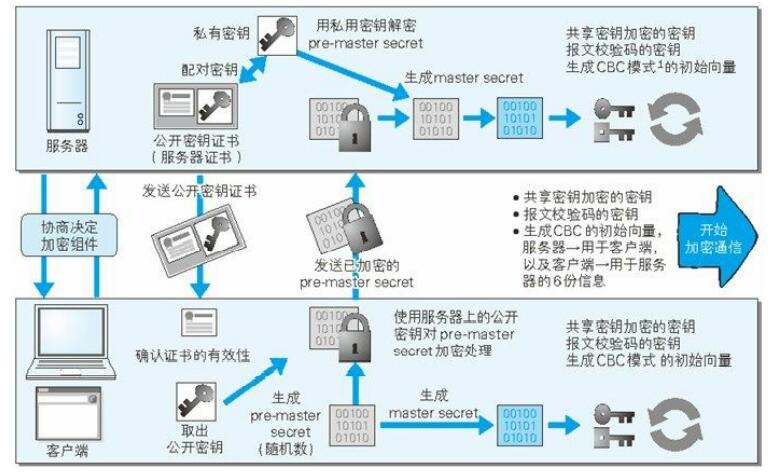 私有密钥
用私用密钥解密
pre-master secret
共享密钥加密的密钥
报文校验码的密钥
生成CBC模式¹的初始向量
配对密钥
生成master secret
00100
10101
01010
00100
10101
01010
00100
10101
01010
服务器
公开密钥证书
(服务器证书)
发送公开密钥证书
协商决定
加密组件
00100
10101
01010
发送已加密的
pre-master secret
• 共享密钥加密的密钥
• 报文校验码的密钥
• 生成CBC 的初始向量，
服务器→用于客户端，
以及客户端→用于服务
器的6份信息
开始
加密通信
00100
10101
01010
使用服务器上的公开
密钥对pre-master
secret加密处理
共享密钥加密的密钥
报文校验码的密钥
生成CBC模式 的初始向量
确认证书的有效性
生成
pre-master
secret
(随机数)
生成
master secret
00100
10101
01010
00100
10101
01010
取出
公开密钥
客户端